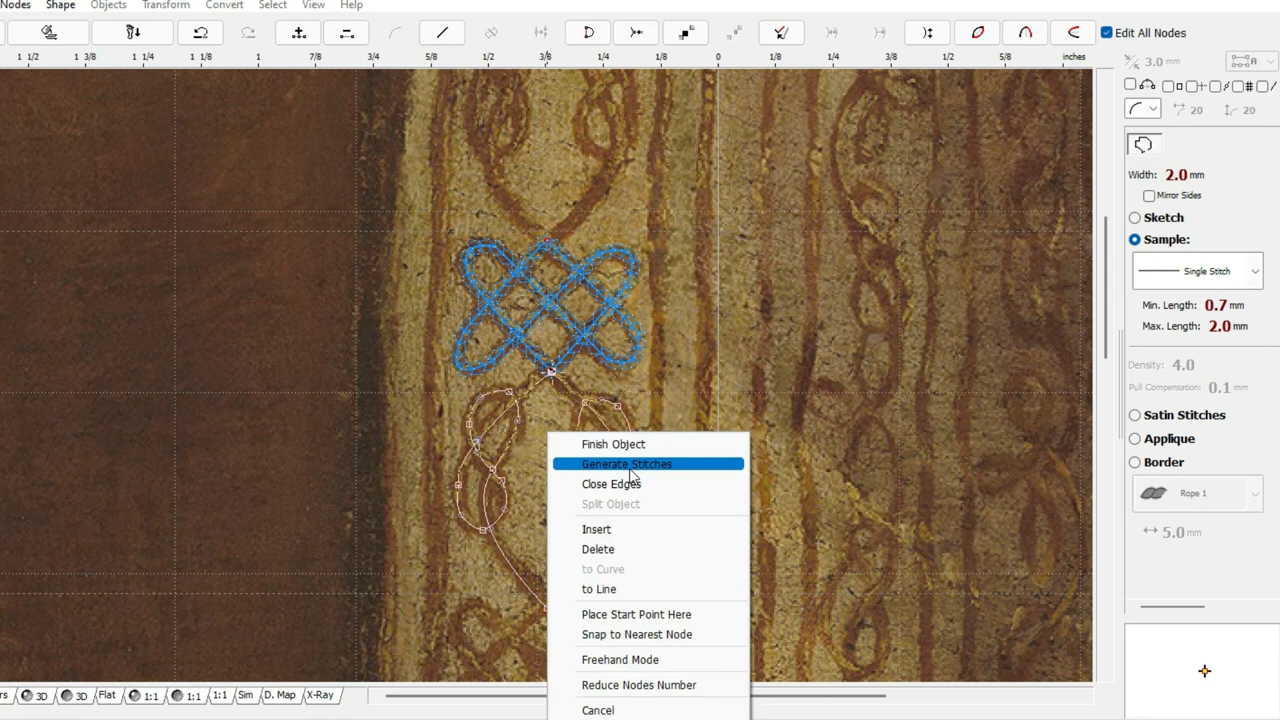 Nodes Shape Objects Transform Convert Select View Help
Edit All Nodes
1 1/2 1 3/8 1 1/4 1 1/8 1 7/8 3/4 5/8 1/2 3/8 1/4 1/8 0 1/8 1/4 3/8 1/2 5/8 inches
3.0 mm
20 20
Width: 2.0 mm
Mirror Sides
Sketch
Sample:
Single Stitch
Min. Length: 0.7 mm
Max. Length: 2.0 mm
Density: 4.0
Pull Compensation: 0.1 mm
Satin Stitches
Applique
Border
Rope 1
5.0 mm
Finish Object
Generate Stitches
Close Edges
Split Object
Insert
Delete
to Curve
to Line
Place Start Point Here
Snap to Nearest Node
Freehand Mode
Reduce Nodes Number
Cancel
3D 3D Flat 1:1 1:1 1:1 Sim D. Map X-Ray